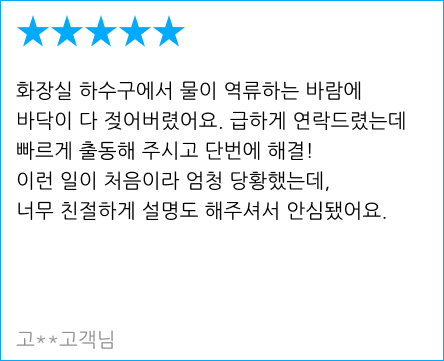 ★★★★★
화장실 하수구에서 물이 역류하는 바람에
바닥이 다 젖어버렸어요. 급하게 연락드렸는데
빠르게 출동해 주시고 단번에 해결!
이런 일이 처음이라 엄청 당황했는데,
너무 친절하게 설명도 해주셔서 안심됐어요.
고**고객님